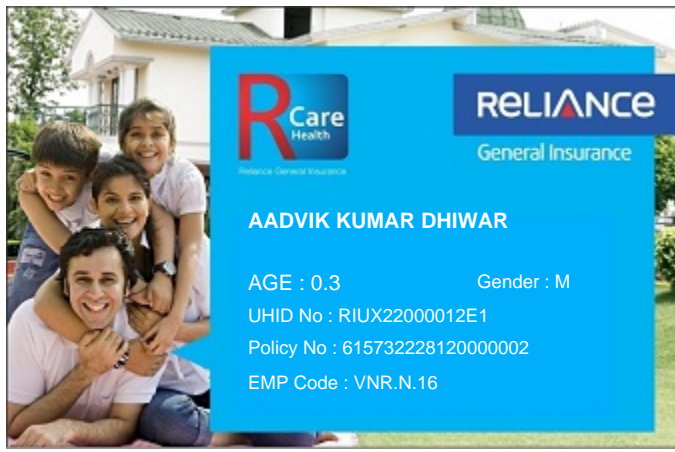 R Care
Health
Reliance General Insurance
RELIANCE
General Insurance
AADVIK KUMAR DHIWAR
AGE : 0.3 Gender : M
UHID No : RIUX22000012E1
Policy No : 615732228120000002
EMP Code : VNR.N.16